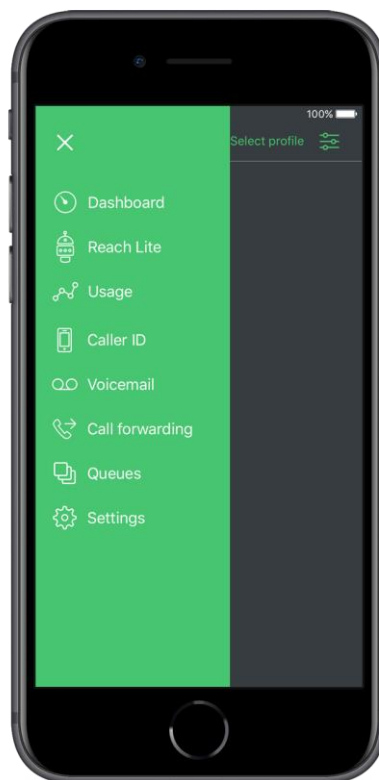 100%
Select profile
Dashboard
Reach Lite
Usage
Caller ID
Voicemail
Call forwarding
Queues
Settings